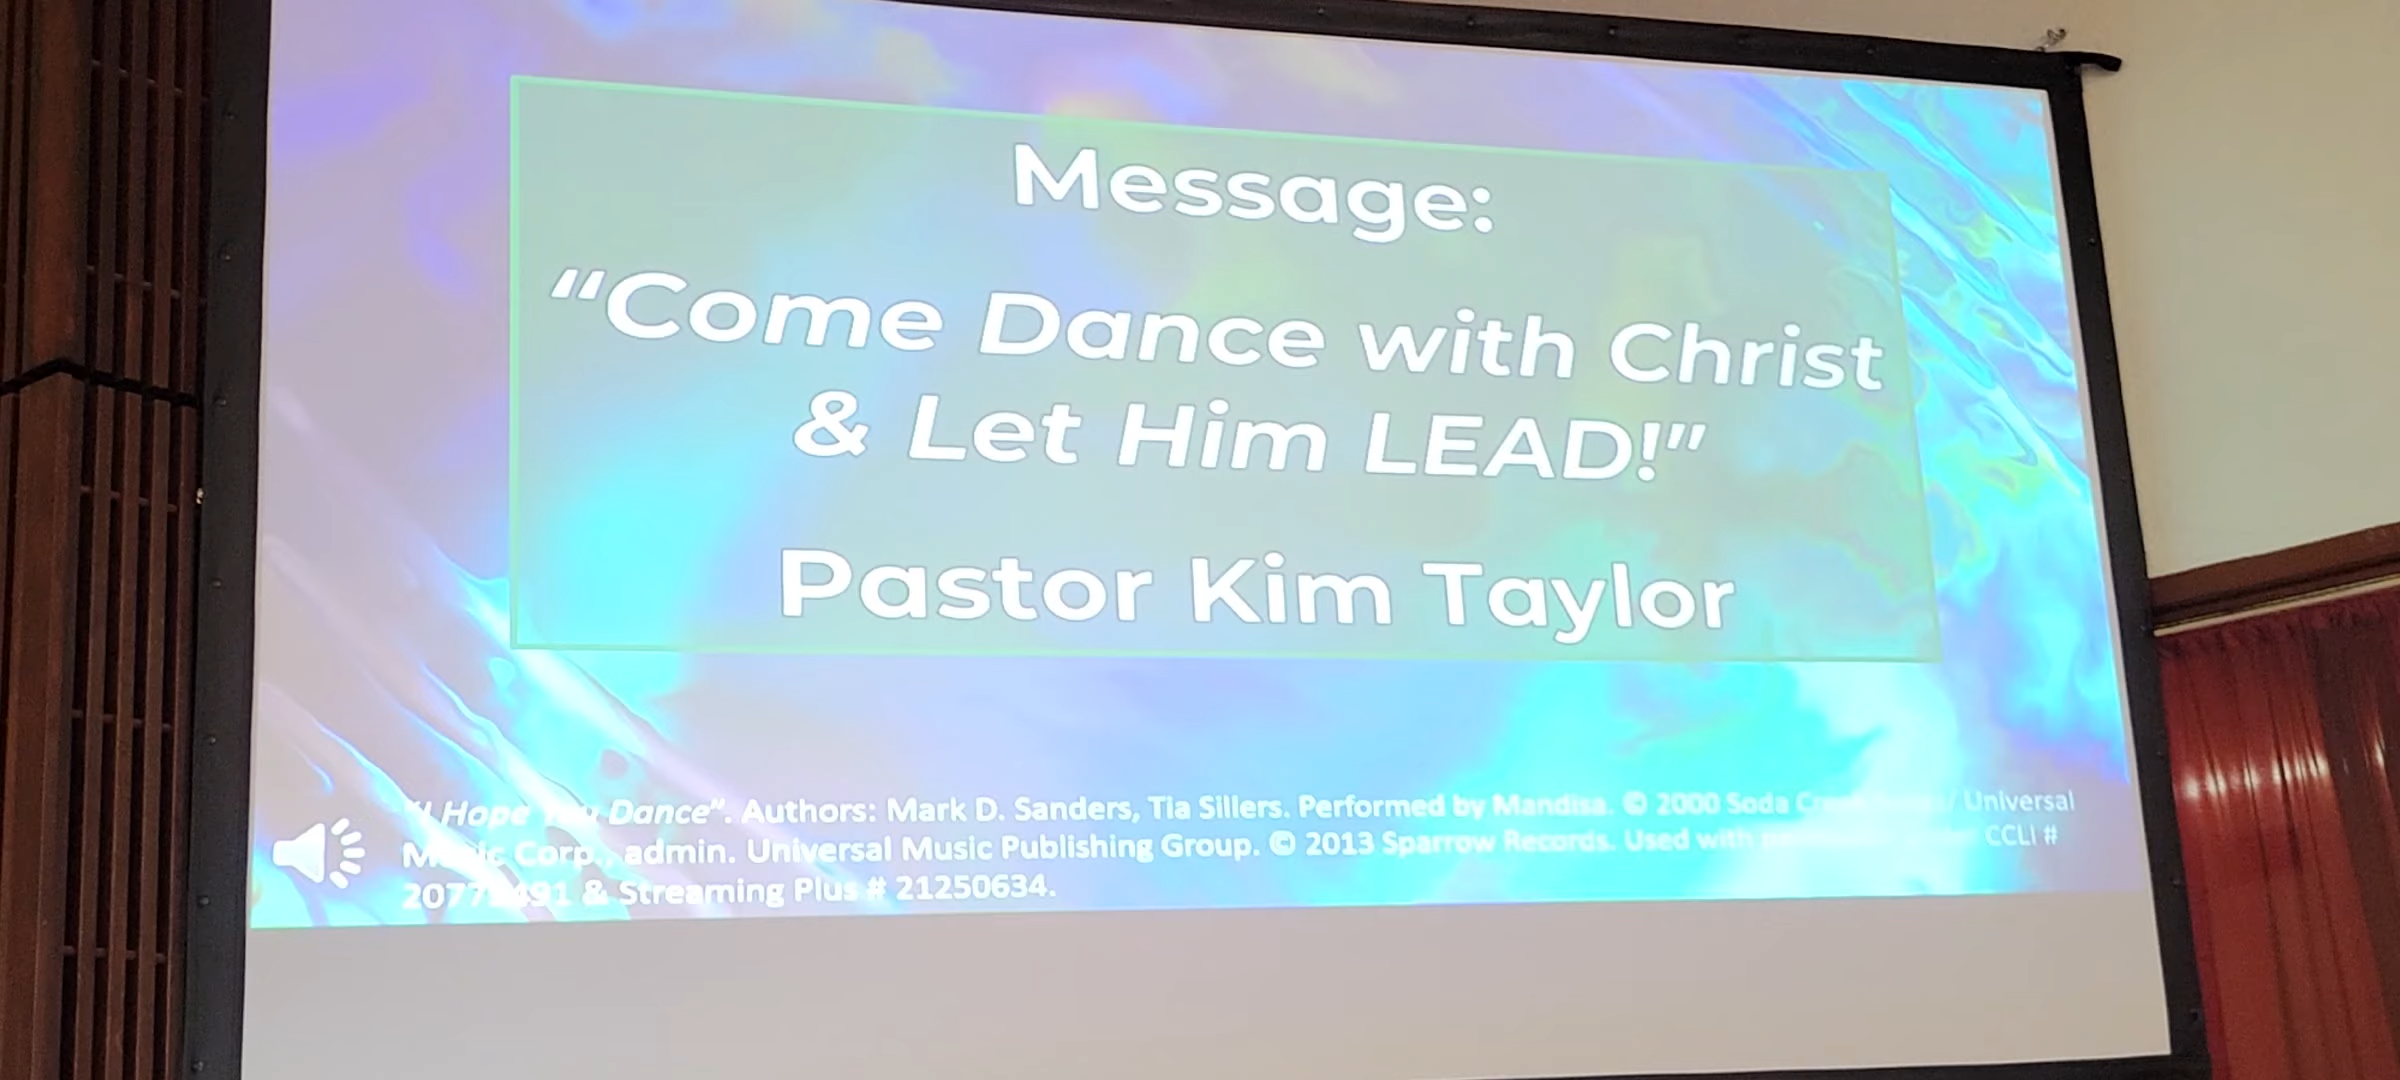 Message:
“Come Dance with Christ
& Let Him LEAD!”
Pastor Kim Taylor
“I Hope You Dance”. Authors: Mark D. Sanders, Tia Sillers. Performed by Mandisa. © 2000 Soda / Universal
Music Corp., admin. Universal Music Publishing Group. © 2013 Sparrow Records. Used with CCLI #
& Streaming Plus # 21250634.